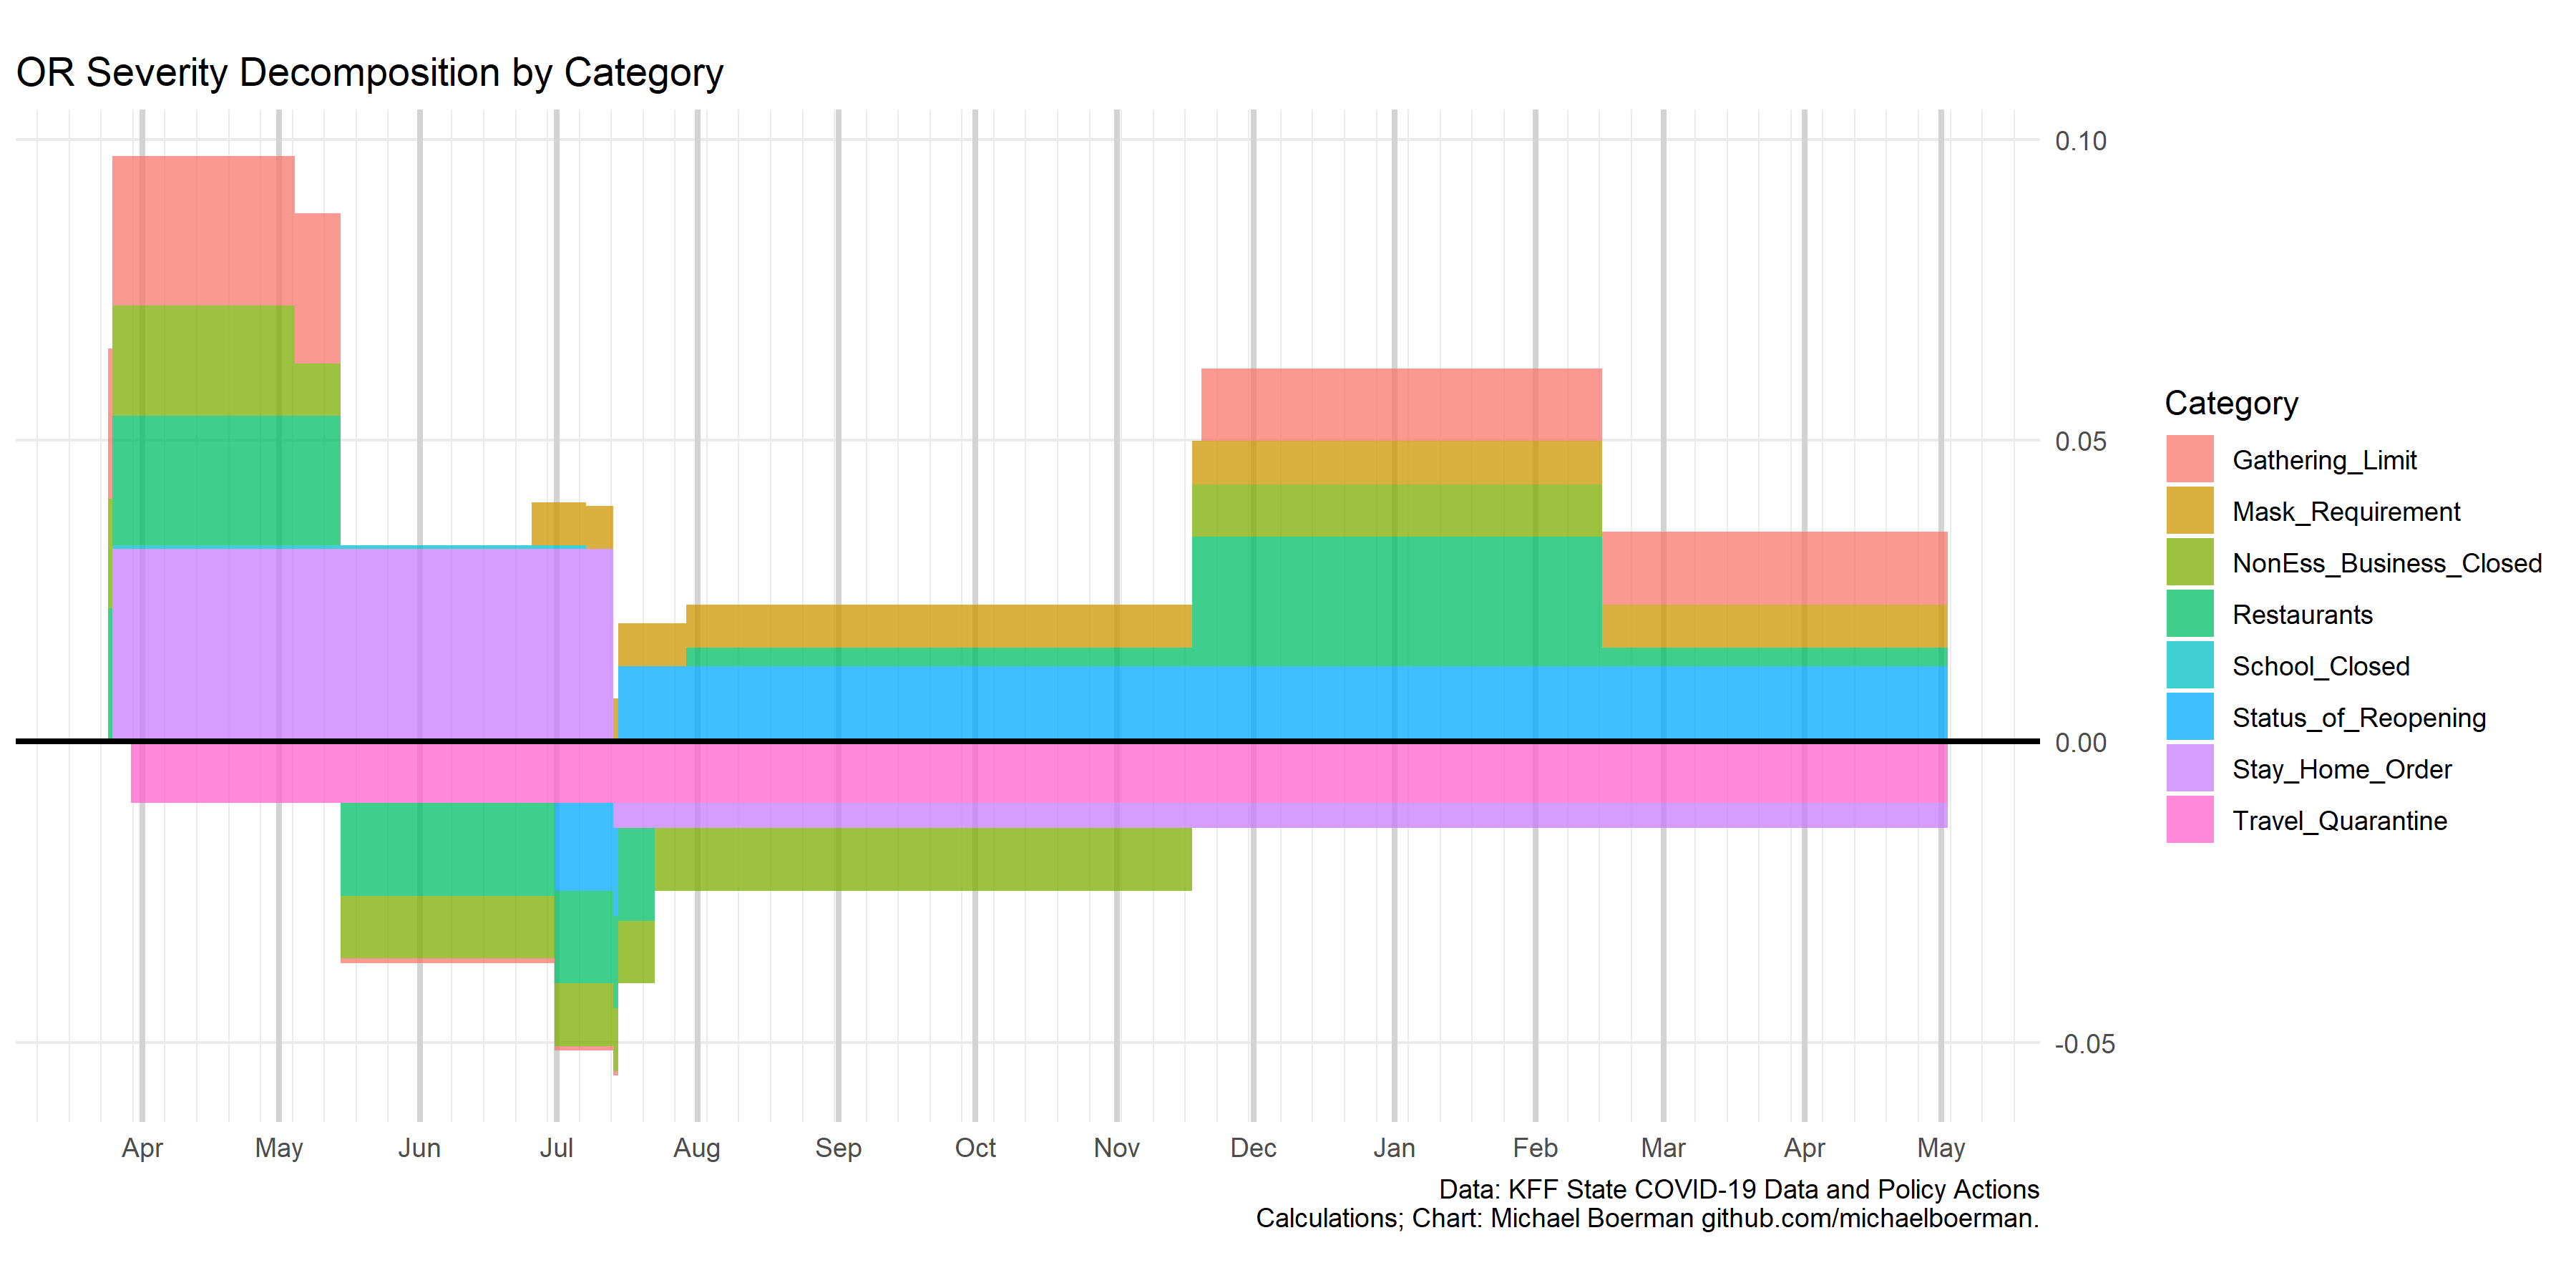 OR Severity Decomposition by Category
0.10
0.05
0.00
-0.05
Apr May Jun Jul Aug Sep Oct Nov Dec Jan Feb Mar Apr May
Data: KFF State COVID-19 Data and Policy Actions
Calculations; Chart: Michael Boerman github.com/michaelboerman.
Category
Gathering_Limit
Mask_Requirement
NonEss_Business_Closed
Restaurants
School_Closed
Status_of_Reopening
Stay_Home_Order
Travel_Quarantine